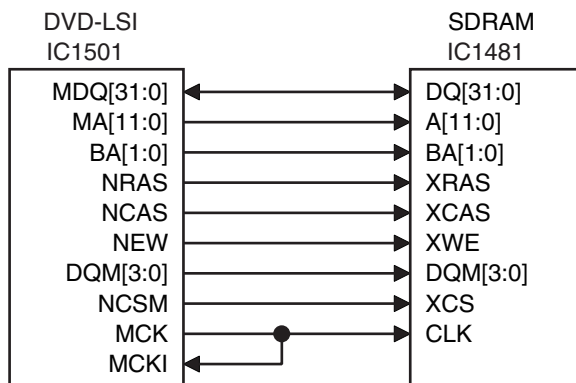 DVD-LSI SDRAM
IC1501 IC1481
MDQ[31:0] DQ[31:0]
MA[11:0] A[11:0]
BA[1:0] BA[1:0]
NRAS XRAS
NCAS XCAS
NEW XWE
DQM[3:0] DQM[3:0]
NCSM XCS
MCK CLK
MCKI